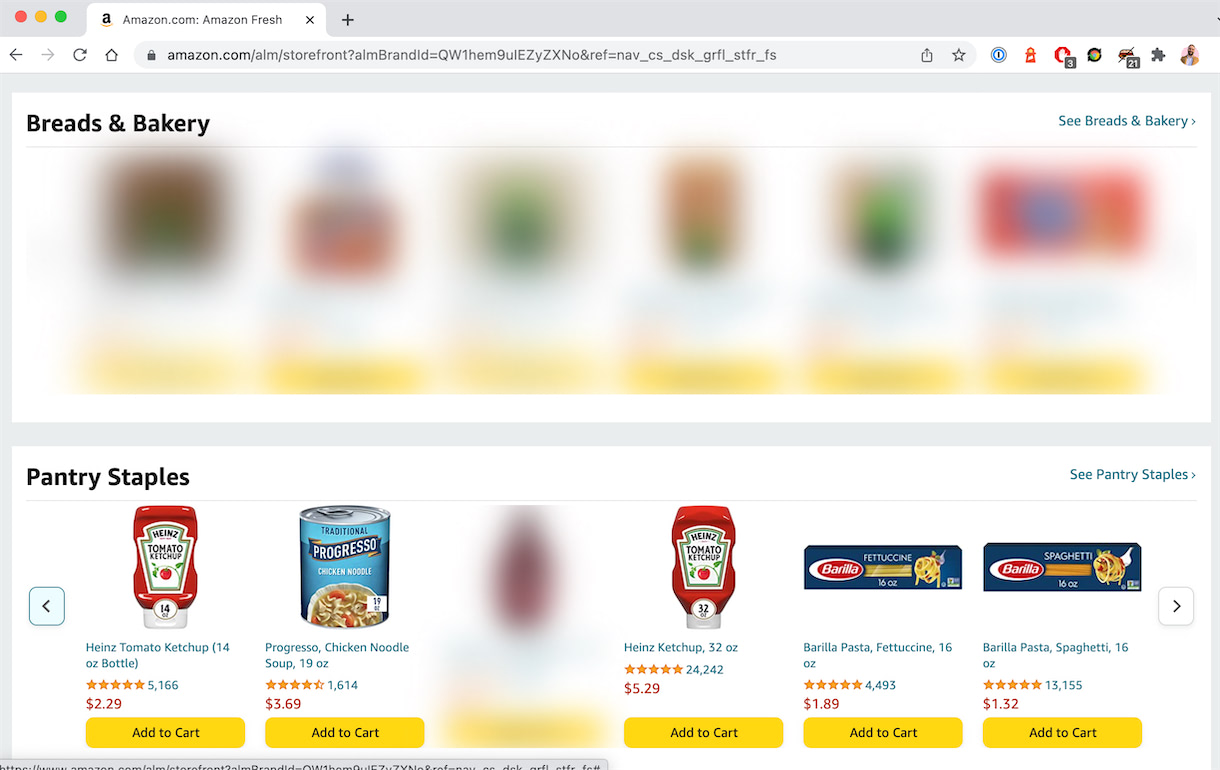 Amazon.com: Amazon Fresh
amazon.com/alm/storefront?almBrandId=QW1hem9uIEZyZXNo&ref=nav_cs_dsk_grfl_stfr_fs
3
21
Breads & Bakery
See Breads & Bakery ›
Pantry Staples
See Pantry Staples ›
HEINZ
TOMATO
KETCHUP
14
OZ
TRADITIONAL
PROGRESSO
CHICKEN NOODLE
19
OZ
HEINZ
TOMATO
KETCHUP
32
OZ
FETTUCCINE
Barilla
16 oz
SPAGHETTI
Barilla
16 oz
Heinz Tomato Ketchup (14
oz Bottle)
5,166
$2.29
Add to Cart
Progresso, Chicken Noodle
Soup, 19 oz
1,614
$3.69
Add to Cart
Heinz Ketchup, 32 oz
24,242
$5.29
Add to Cart
Barilla Pasta, Fettuccine, 16
oz
4,493
$1.89
Add to Cart
Barilla Pasta, Spaghetti, 16
oz
13,155
$1.32
Add to Cart
https://www.amazon.com/alm/storefront?almBrandId=QW1hem9uIEZyZXNo&ref=nav_cs_dsk_grfl_stfr_fs#